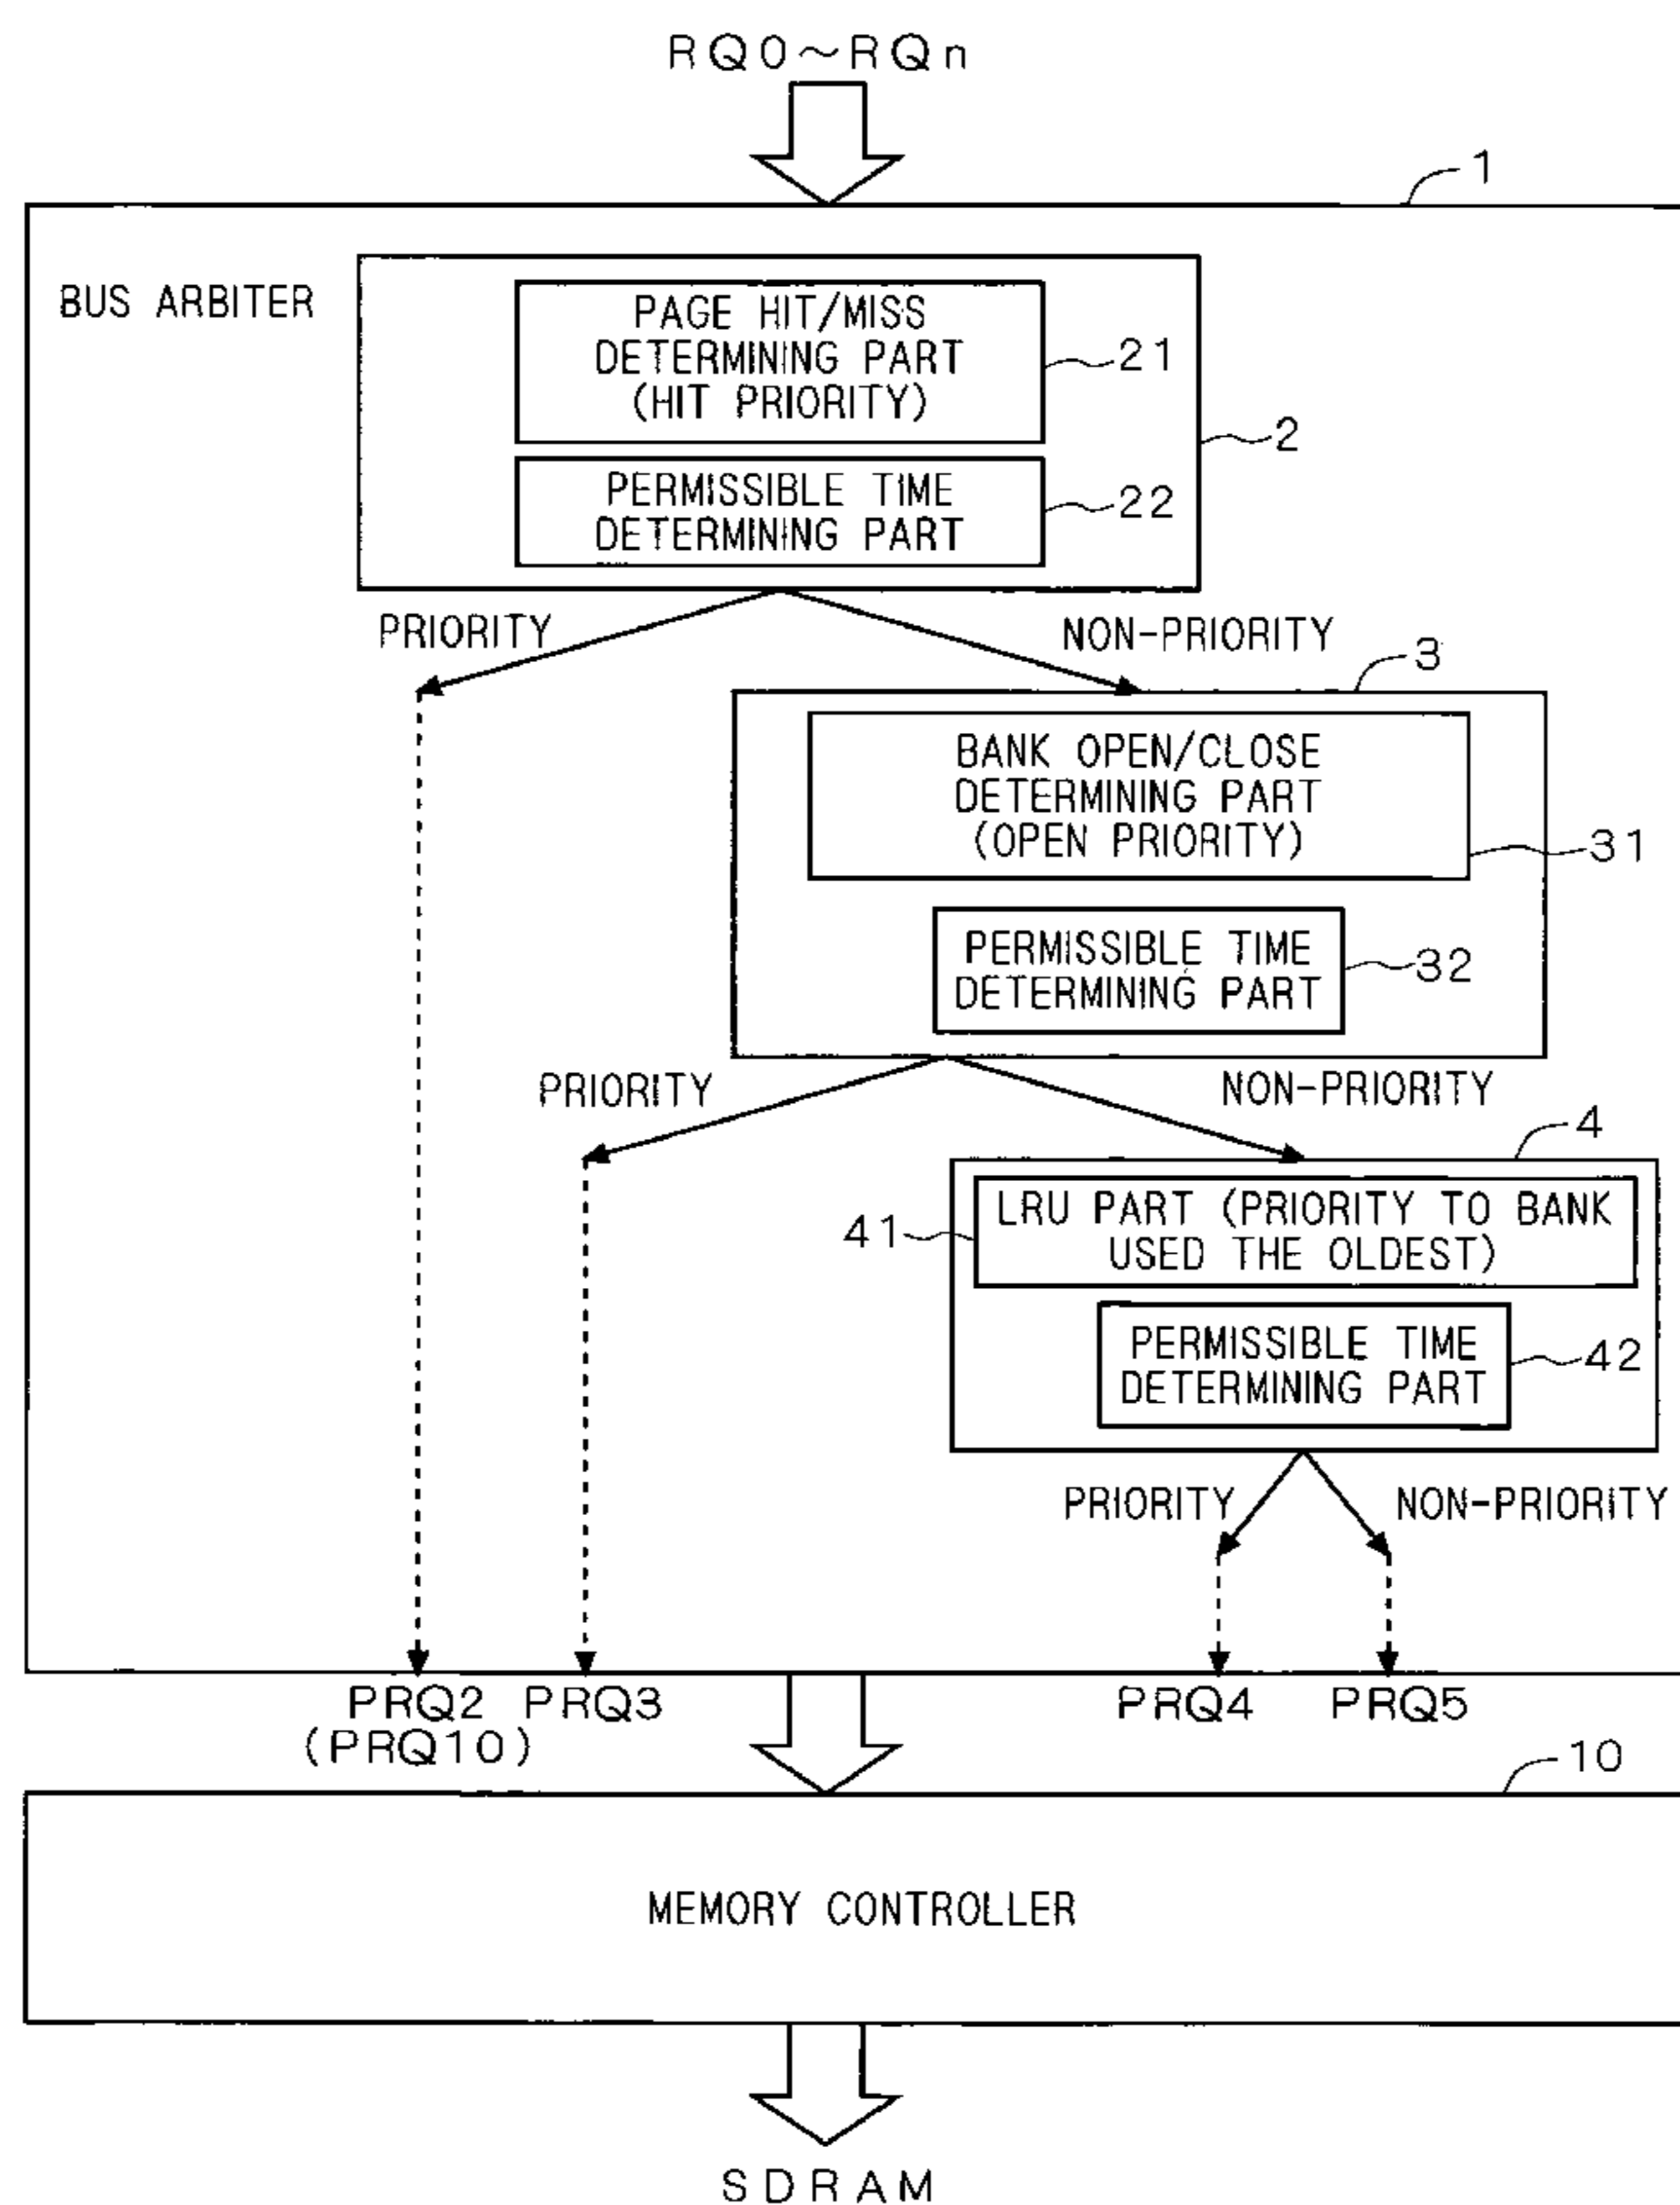 RQ0~RQn
1
BUS ARBITER
PAGE HIT/MISS
DETERMINING PART
(HIT PRIORITY)
21
2
PERMISSIBLE TIME
DETERMINING PART
22
PRIORITY
NON-PRIORITY
3
BANK OPEN/CLOSE
DETERMINING PART
(OPEN PRIORITY)
31
PERMISSIBLE TIME
DETERMINING PART
32
PRIORITY
NON-PRIORITY
4
LRU PART (PRIORITY TO BANK
USED THE OLDEST)
41
PERMISSIBLE TIME
DETERMINING PART
42
PRIORITY
NON-PRIORITY
PRQ2
(PRQ10)
PRQ3
PRQ4
PRQ5
10
MEMORY CONTROLLER
SDRAM